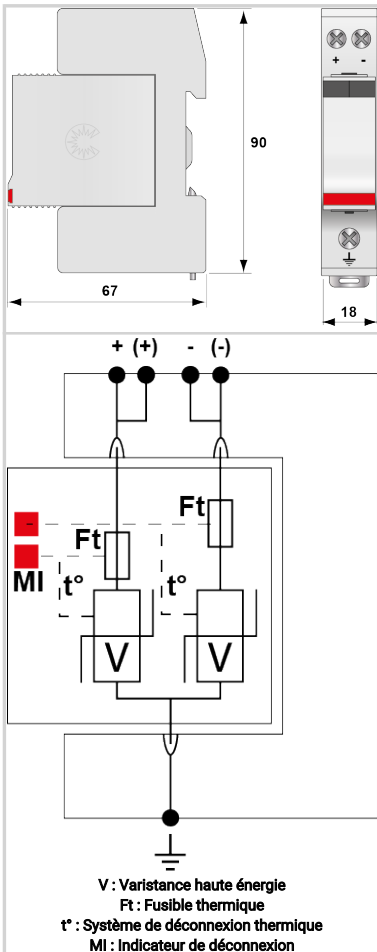 + -
90
67
18
+ (+) - (-)
Ft
-
Ft
MI t° t°
V V
V : Varistance haute énergie
Ft : Fusible thermique
t° : Système de déconnexion thermique
MI : Indicateur de déconnexion